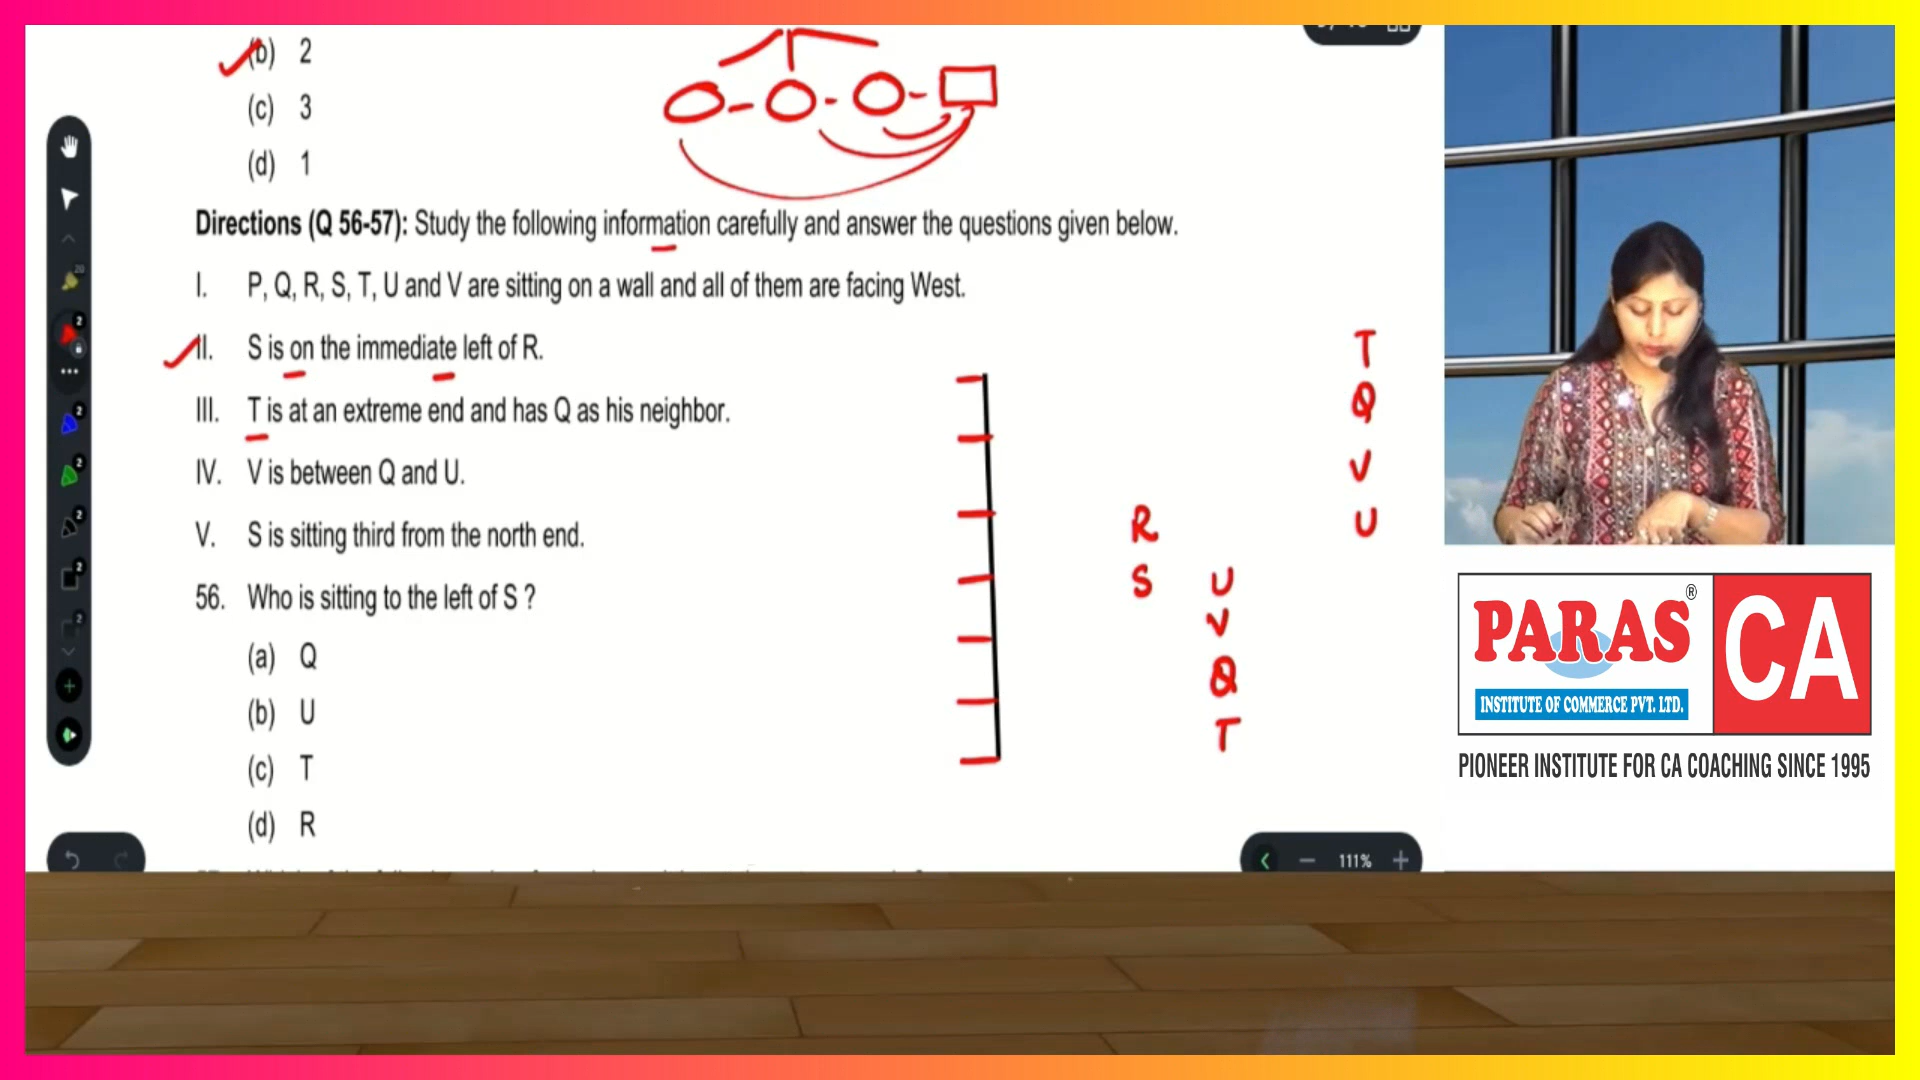 (b) 2
(c) 3
(d) 1
Directions (Q 56-57): Study the following information carefully and answer the questions given below.
I. P, Q, R, S, T, U and V are sitting on a wall and all of them are facing West.
II. S is on the immediate left of R.
III. T is at an extreme end and has Q as his neighbor.
IV. V is between Q and U.
V. S is sitting third from the north end.
56. Who is sitting to the left of S ?
(a) Q
(b) U
(c) T
(d) R
T
Q
V
U
R
S
U
V
Q
T
111%
PARAS ®
INSTITUTE OF COMMERCE PVT. LTD.
CA
PIONEER INSTITUTE FOR CA COACHING SINCE 1995